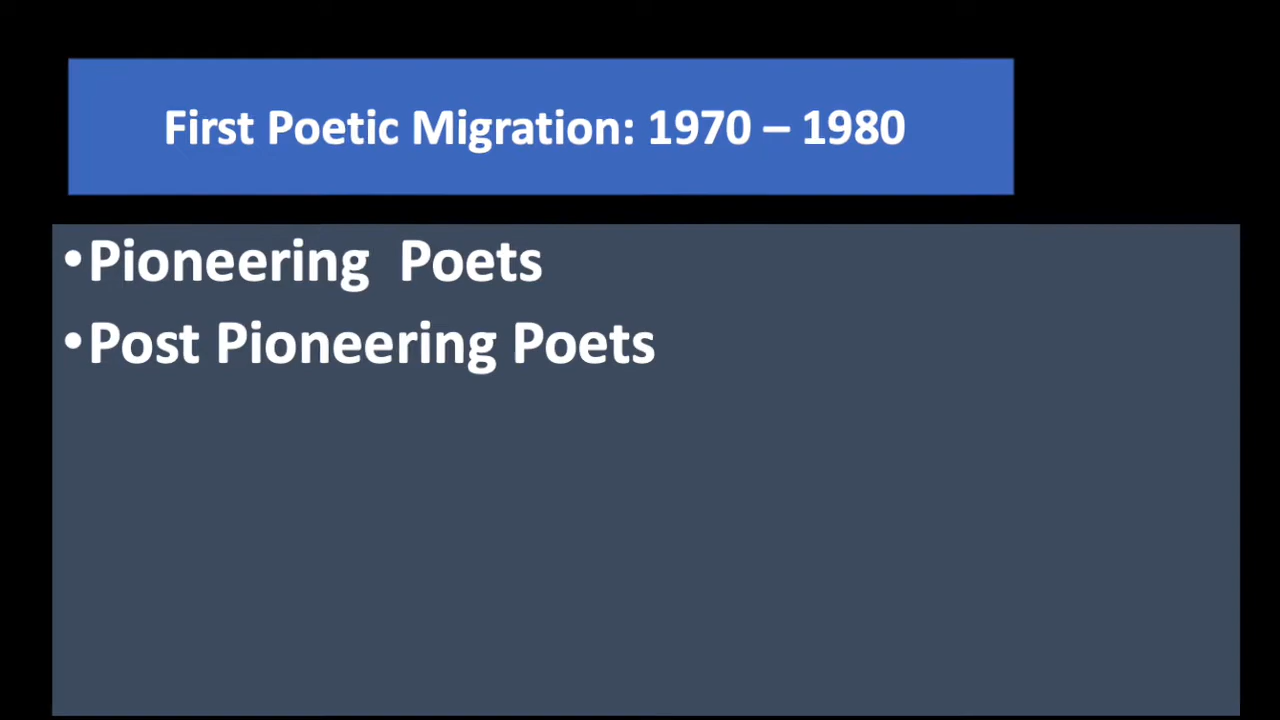 First Poetic Migration: 1970 – 1980
•Pioneering  Poets
•Post Pioneering Poets